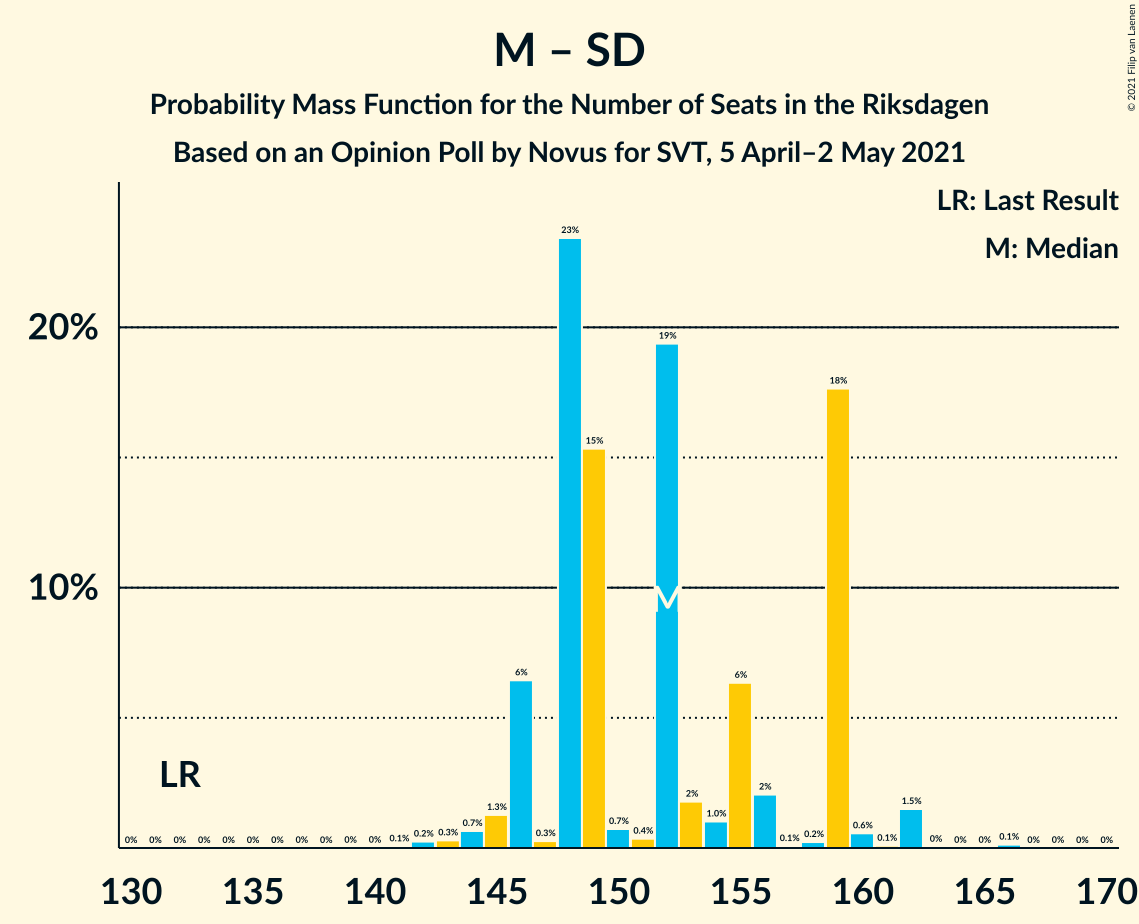 M – SD
Probability Mass Function for the Number of Seats in the Riksdagen
Based on an Opinion Poll by Novus for SVT, 5 April–2 May 2021
© 2021 Filip van Laenen
LR: Last Result
M: Median
20%
10%
LR
M
0% 0% 0% 0% 0% 0% 0% 0% 0% 0% 0% 0.1% 0.2% 0.3% 0.7% 1.3% 6% 0.3% 23% 15% 0.7% 0.4% 19% 2% 1.0% 6% 2% 0.1% 0.2% 18% 0.6% 0.1% 1.5% 0% 0% 0% 0.1% 0% 0% 0% 0%
130 135 140 145 150 155 160 165 170